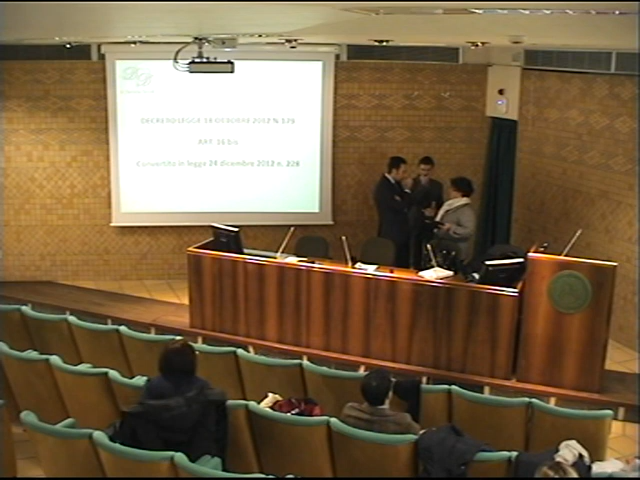 DECRETO LEGGE 18 OTTOBRE 2012 N.179
ART. 16 bis
Convertito in legge 24 dicembre 2012 n. 228